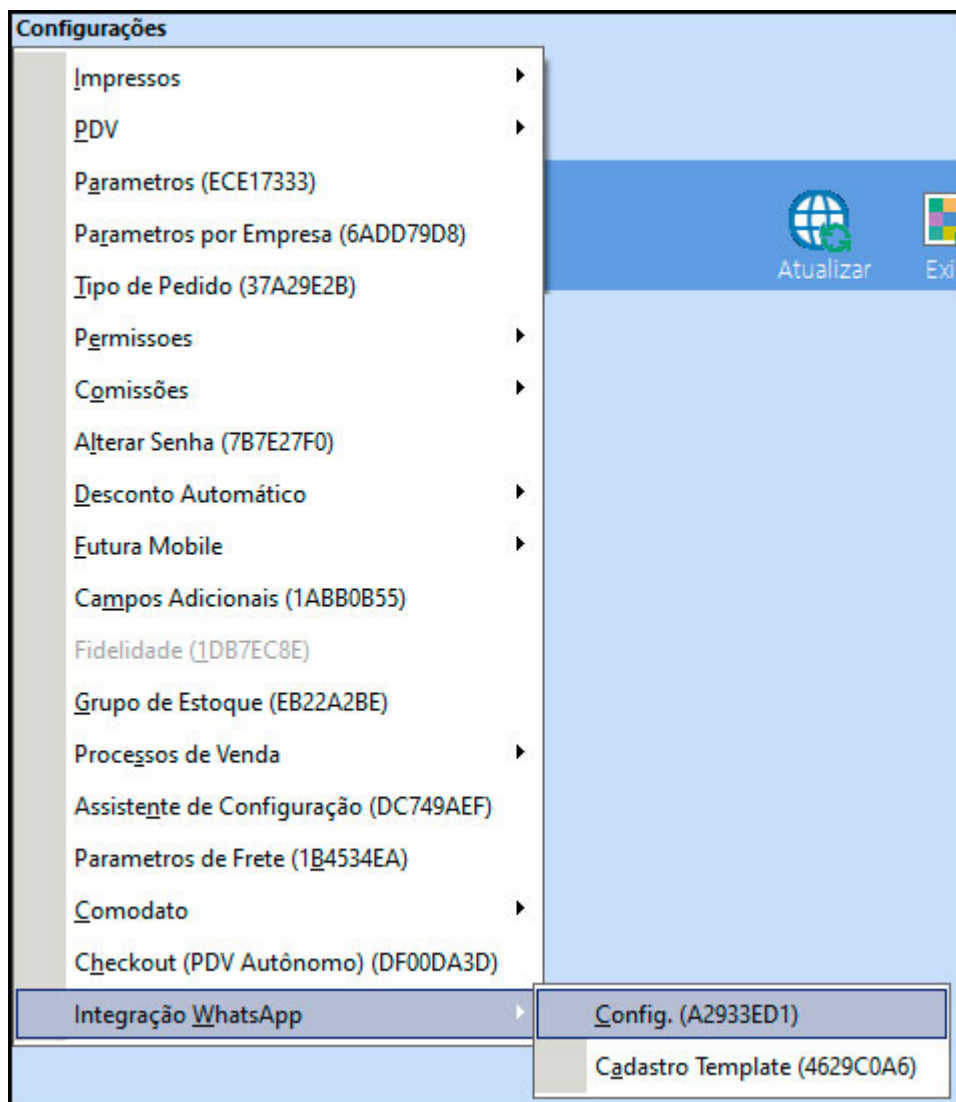 Configurações
Impressos
PDV
Parametros (ECE17333)
Parametros por Empresa (6ADD79D8)
Tipo de Pedido (37A29E2B)
Permissoes
Comissões
Alterar Senha (7B7E27F0)
Desconto Automático
Futura Mobile
Campos Adicionais (1ABB0B55)
Fidelidade (1DB7EC8E)
Grupo de Estoque (EB22A2BE)
Processos de Venda
Assistente de Configuração (DC749AEF)
Parametros de Frete (1B4534EA)
Comodato
Checkout (PDV Autônomo) (DF00DA3D)
Integração WhatsApp
Config. (A2933ED1)
Cadastro Template (4629C0A6)
Atualizar